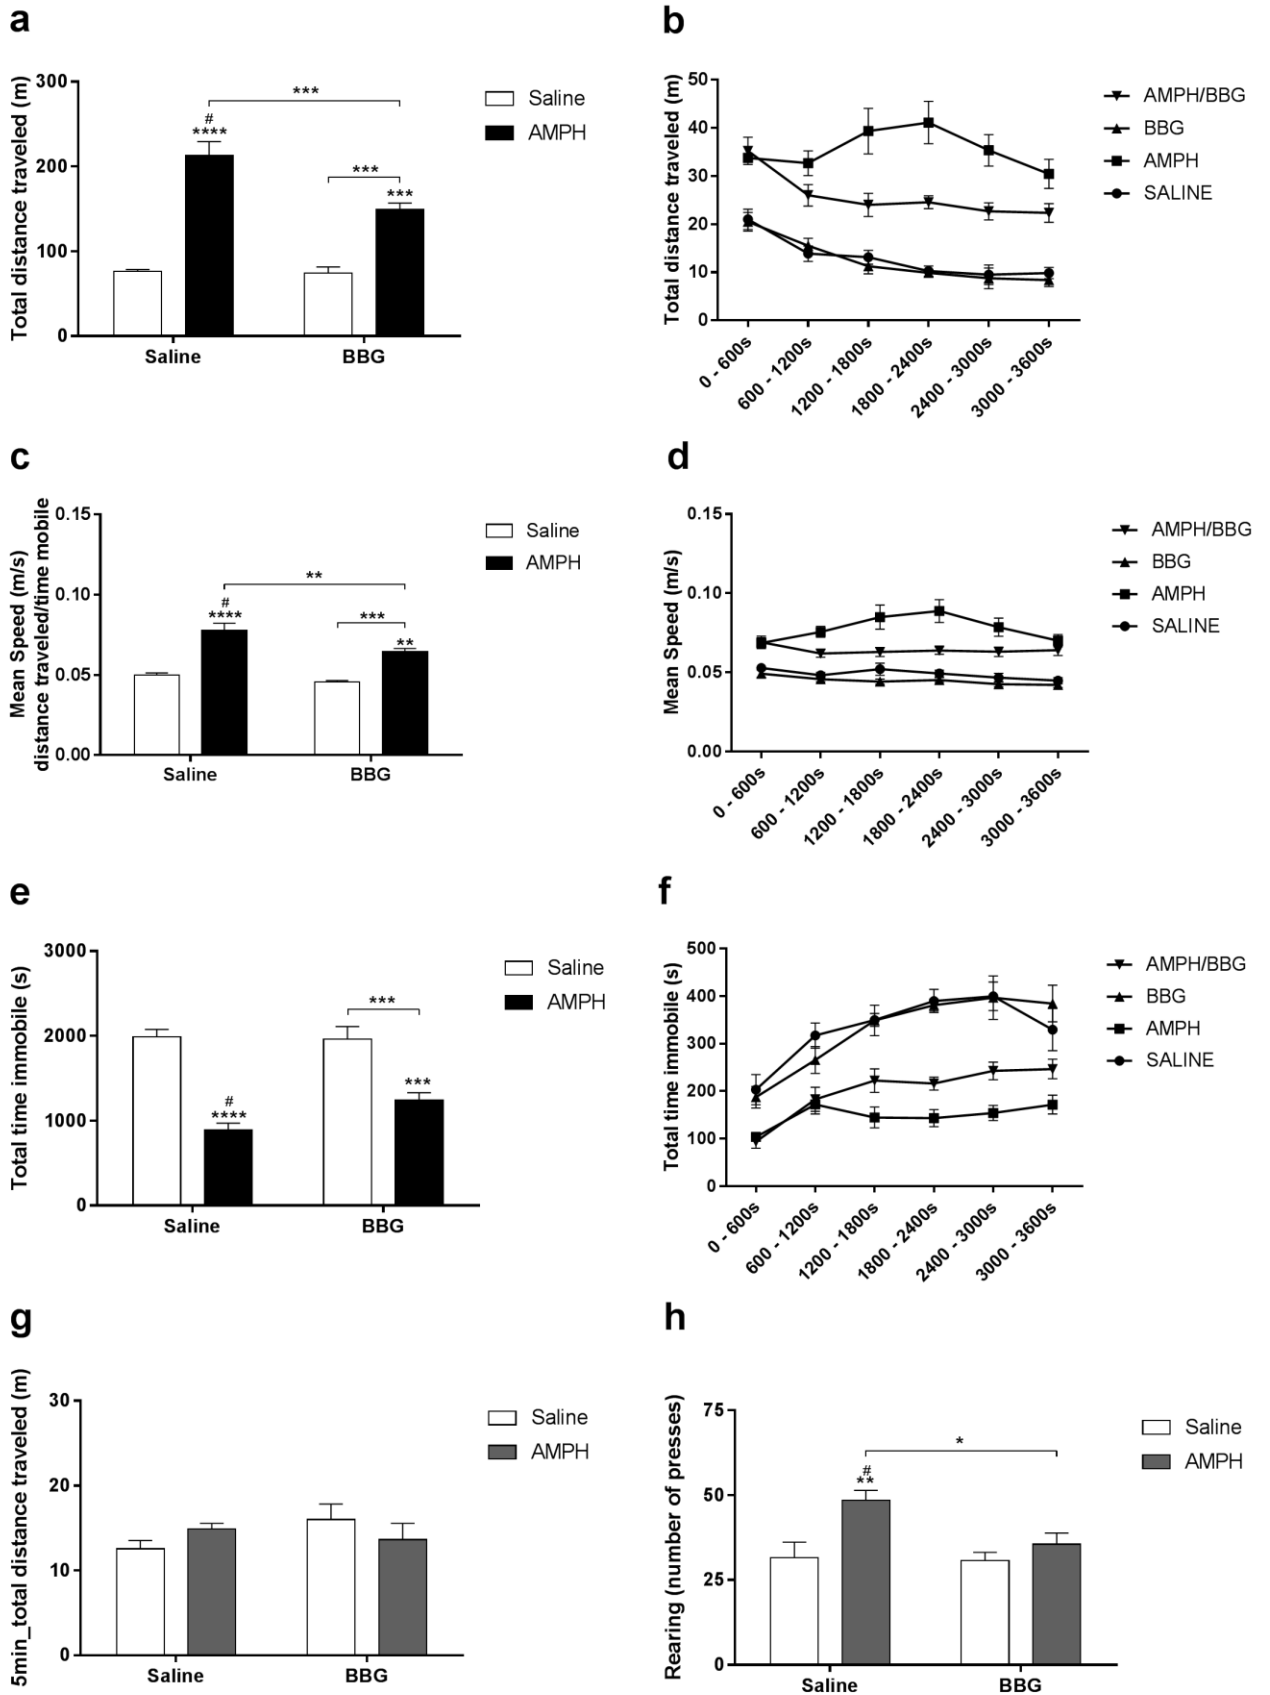 a
Total distance traveled (m)
300
200
100
0
***
#
****
***
***
Saline
BBG
Saline
AMPH
b
Total distance traveled (m)
50
40
30
20
10
0
0 - 600s
600 - 1200s
1200 - 1800s
1800 - 2400s
2400 - 3000s
3000 - 3600s
AMPH/BBG
BBG
AMPH
SALINE
c
Mean Speed (m/s)
distance traveled/time mobile
0.15
0.10
0.05
0.00
**
#
****
***
**
Saline
BBG
Saline
AMPH
d
Mean Speed (m/s)
0.15
0.10
0.05
0.00
0 - 600s
600 - 1200s
1200 - 1800s
1800 - 2400s
2400 - 3000s
3000 - 3600s
AMPH/BBG
BBG
AMPH
SALINE
e
Total time immobile (s)
3000
2000
1000
0
#
****
***
***
Saline
BBG
Saline
AMPH
f
Total time immobile (s)
500
400
300
200
100
0
0 - 600s
600 - 1200s
1200 - 1800s
1800 - 2400s
2400 - 3000s
3000 - 3600s
AMPH/BBG
BBG
AMPH
SALINE
g
5min_total distance traveled (m)
30
20
10
0
Saline
BBG
Saline
AMPH
h
Rearing (number of presses)
75
50
25
0
*
#
**
Saline
BBG
Saline
AMPH